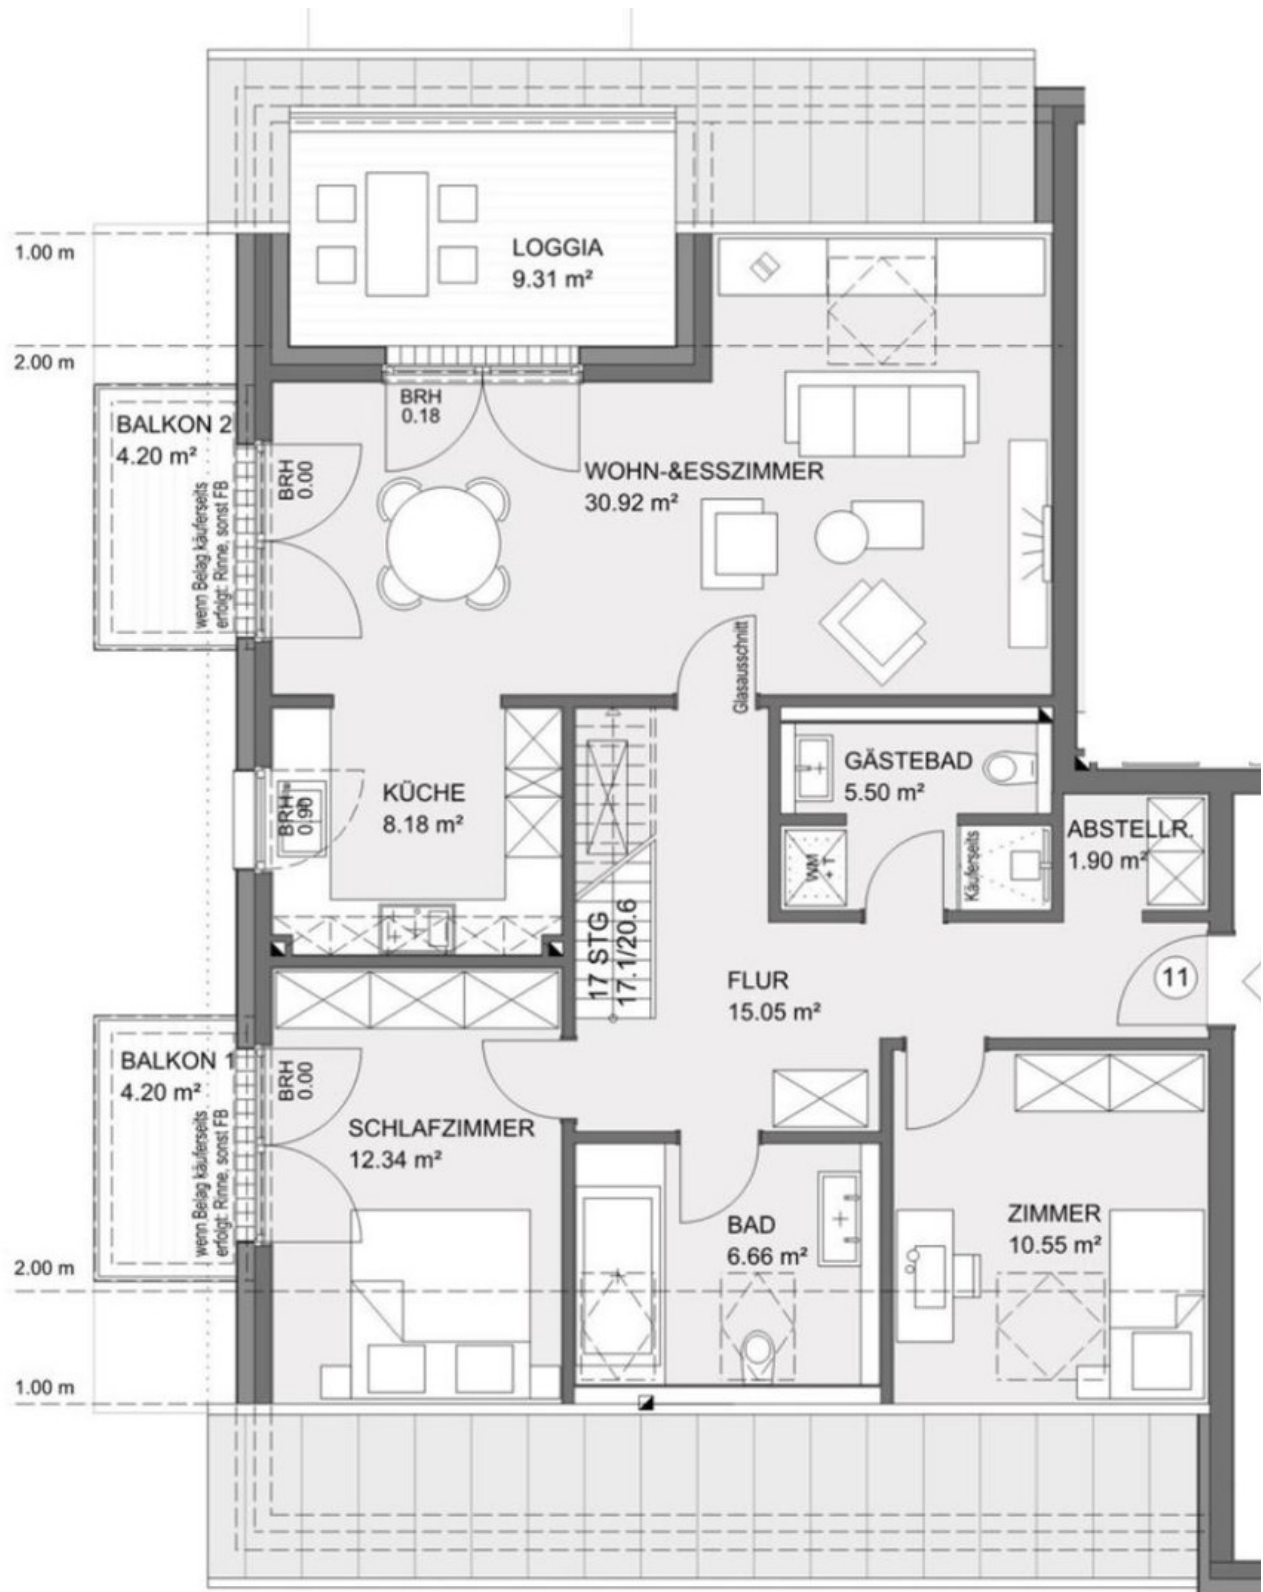 LOGGIA
9.31 m²
1.00 m
2.00 m
BRH
0.18
BALKON 2
4.20 m²
BRH
0.00
wenn Belag käuferseits
erfolgt: Rinne, sonst FB
WOHN-&ESSZIMMER
30.92 m²
Glasausschnitt
GÄSTEBAD
5.50 m²
KÜCHE
8.18 m²
BRH
0.90
WM
+ T
Käuferseits
ABSTELLR.
1.90 m²
17 STG
17.1/20.6
FLUR
15.05 m²
11
BALKON 1
4.20 m²
BRH
0.00
wenn Belag käuferseits
erfolgt: Rinne, sonst FB
SCHLAFZIMMER
12.34 m²
BAD
6.66 m²
ZIMMER
10.55 m²
2.00 m
1.00 m